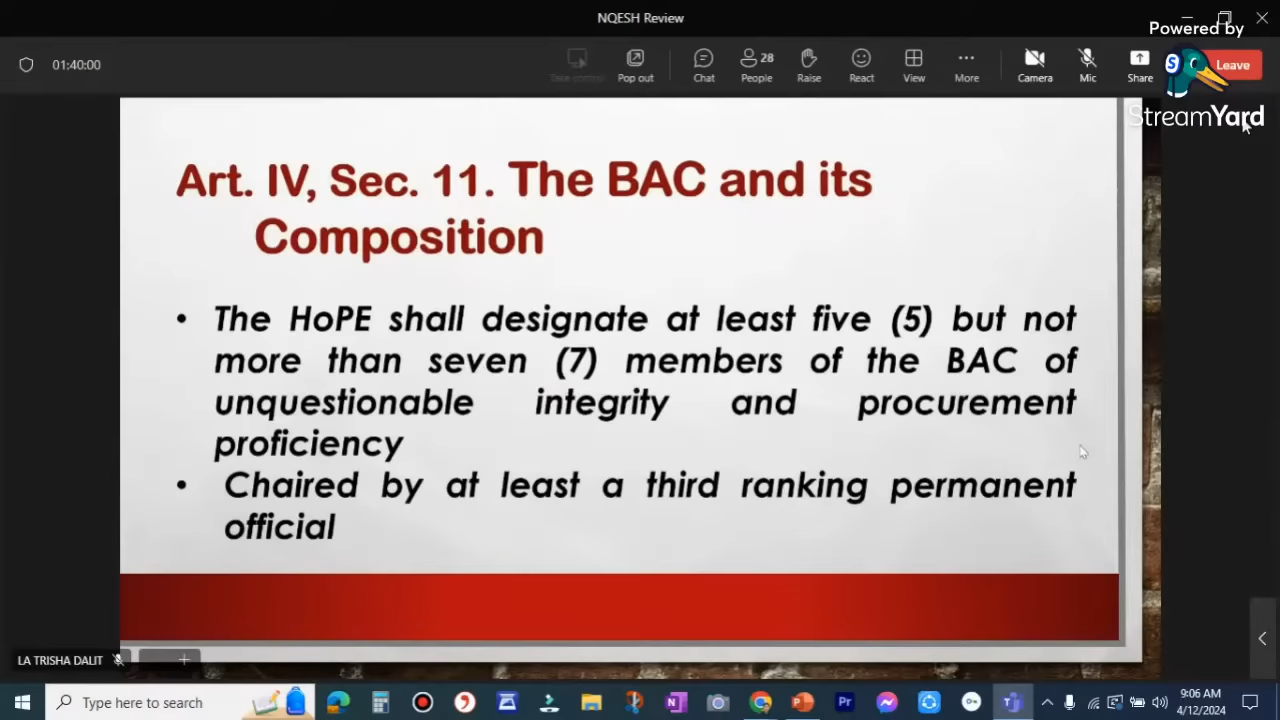 NQESH Review
Powered by
01:40:00
Take control
Pop out
Chat
28
People
Raise
React
View
More
Camera
Mic
Share
Leave
StreamYard
Art. IV, Sec. 11. The BAC and its
Composition
• The HoPE shall designate at least five (5) but not
more than seven (7) members of the BAC of
unquestionable integrity and procurement
proficiency
• Chaired by at least a third ranking permanent
official
LA TRISHA DALIT
Type here to search
9:06 AM
4/12/2024